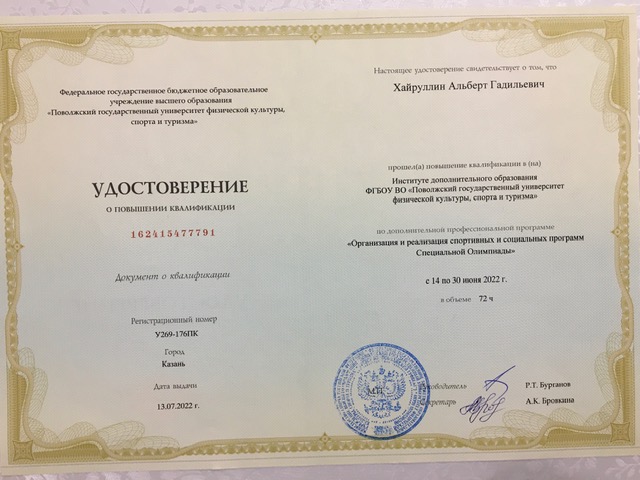 Федеральное государственное бюджетное образовательное
учреждение высшего образования
«Поволжский государственный университет физической культуры,
спорта и туризма»
УДОСТОВЕРЕНИЕ
О ПОВЫШЕНИИ КВАЛИФИКАЦИИ
162415477791
Документ о квалификации
Регистрационный номер
У269-176ПК
Город
Казань
Дата выдачи
13.07.2022 г.
Настоящее удостоверение свидетельствует о том, что
Хайруллин Альберт Гадильевич
прошел(а) повышение квалификации в (на)
Институте дополнительного образования
ФГБОУ ВО «Поволжский государственный университет
физической культуры, спорта и туризма»
по дополнительной профессиональной программе
«Организация и реализация спортивных и социальных программ
Специальной Олимпиады»
с 14 по 30 июня 2022 г.
в объеме 72 ч
М.П.
Руководитель Р.Т. Бурганов
Секретарь А.К. Бровкина